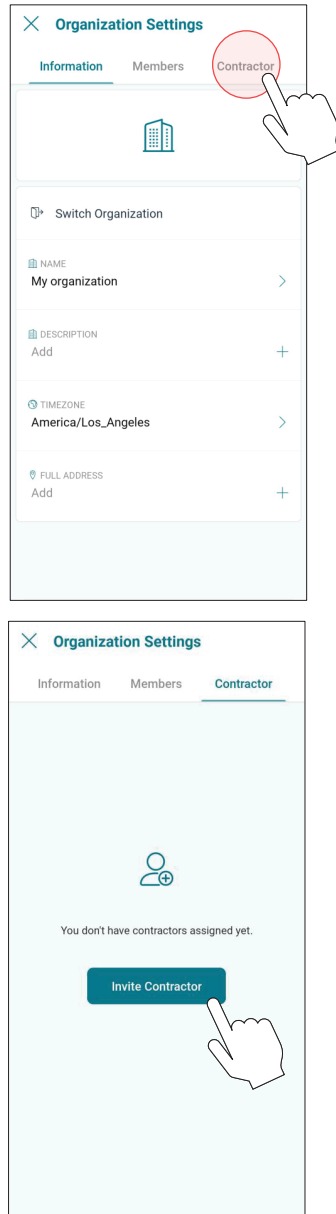 Organization Settings
Information Members Contractor
Switch Organization
NAME
My organization
DESCRIPTION
Add
TIMEZONE
America/Los_Angeles
FULL ADDRESS
Add
Organization Settings
Information Members Contractor
You don't have contractors assigned yet.
Invite Contractor